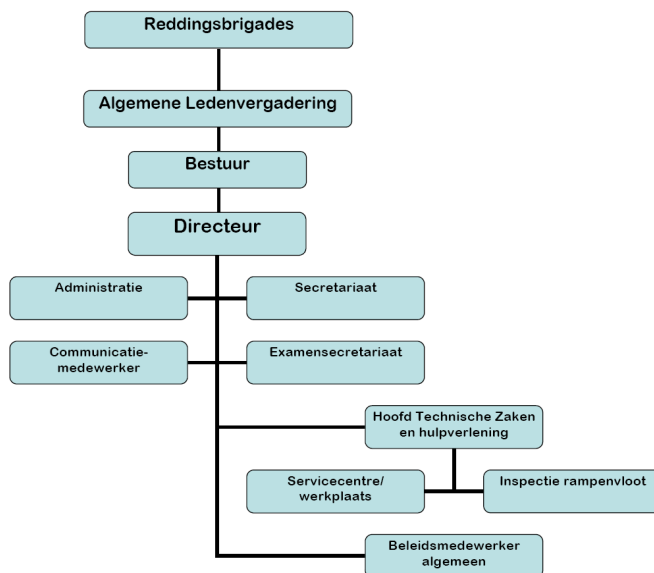 Reddingsbrigades
Algemene Ledenvergadering
Bestuur
Directeur
Administratie
Secretariaat
Communicatie-
medewerker
Examensecretariaat
Hoofd Technische Zaken
en hulpverlening
Servicecentre/
werkplaats
Inspectie rampenvloot
Beleidsmedewerker
algemeen